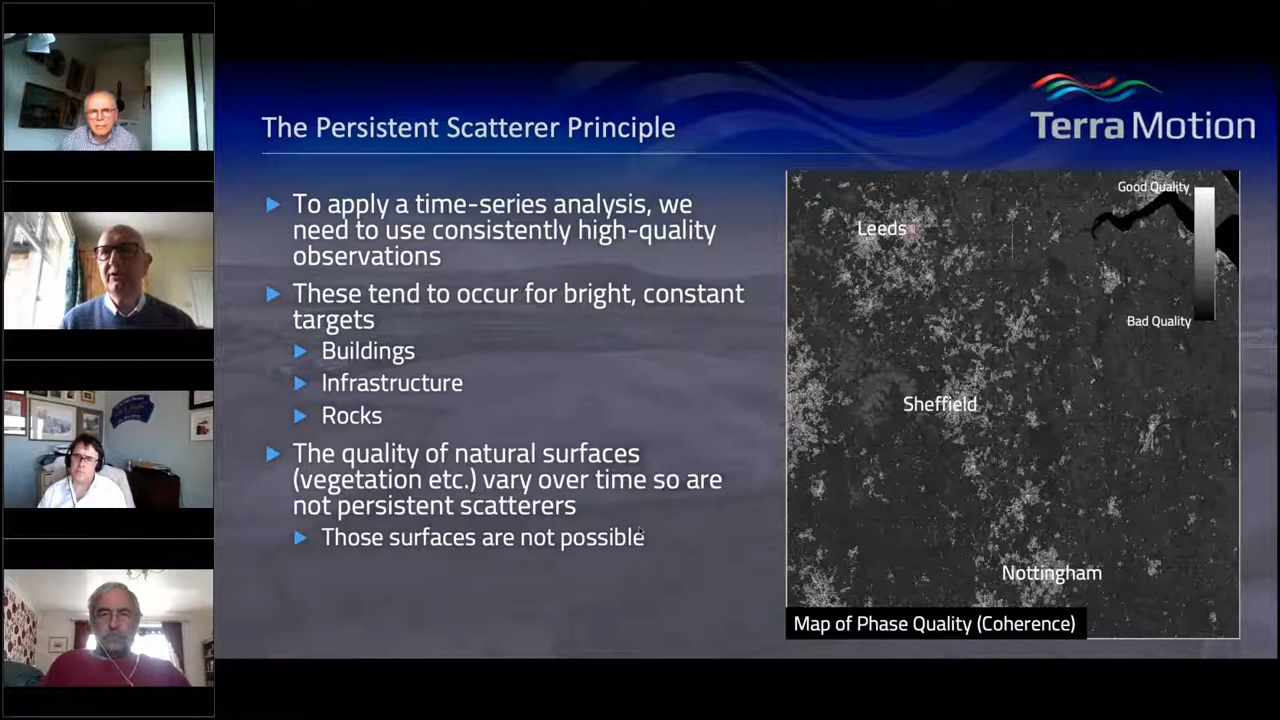 The Persistent Scatterer Principle
Terra Motion
To apply a time-series analysis, we
need to use consistently high-quality
observations
These tend to occur for bright, constant
targets
Buildings
Infrastructure
Rocks
The quality of natural surfaces
(vegetation etc.) vary over time so are
not persistent scatterers
Those surfaces are not possible
Good Quality
Leeds
Bad Quality
Sheffield
Nottingham
Map of Phase Quality (Coherence)